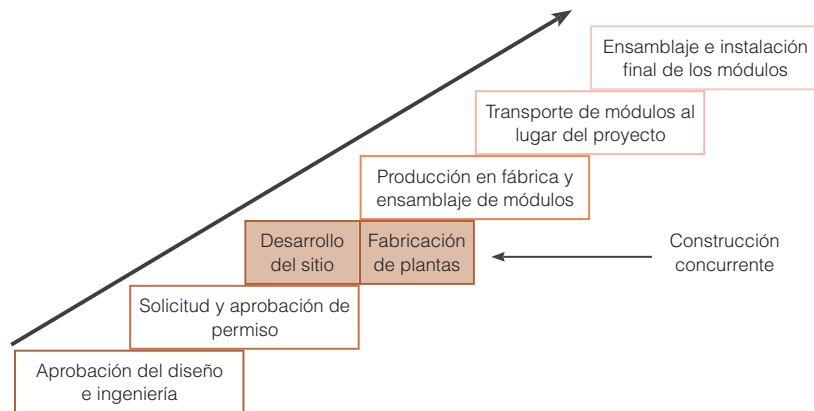 Ensamblaje e instalación
final de los módulos
Transporte de módulos al
lugar del proyecto
Producción en fábrica y
ensamblaje de módulos
Desarrollo
del sitio
Fabricación
de plantas
Construcción
concurrente
Solicitud y aprobación de
permiso
Aprobación del diseño
e ingeniería